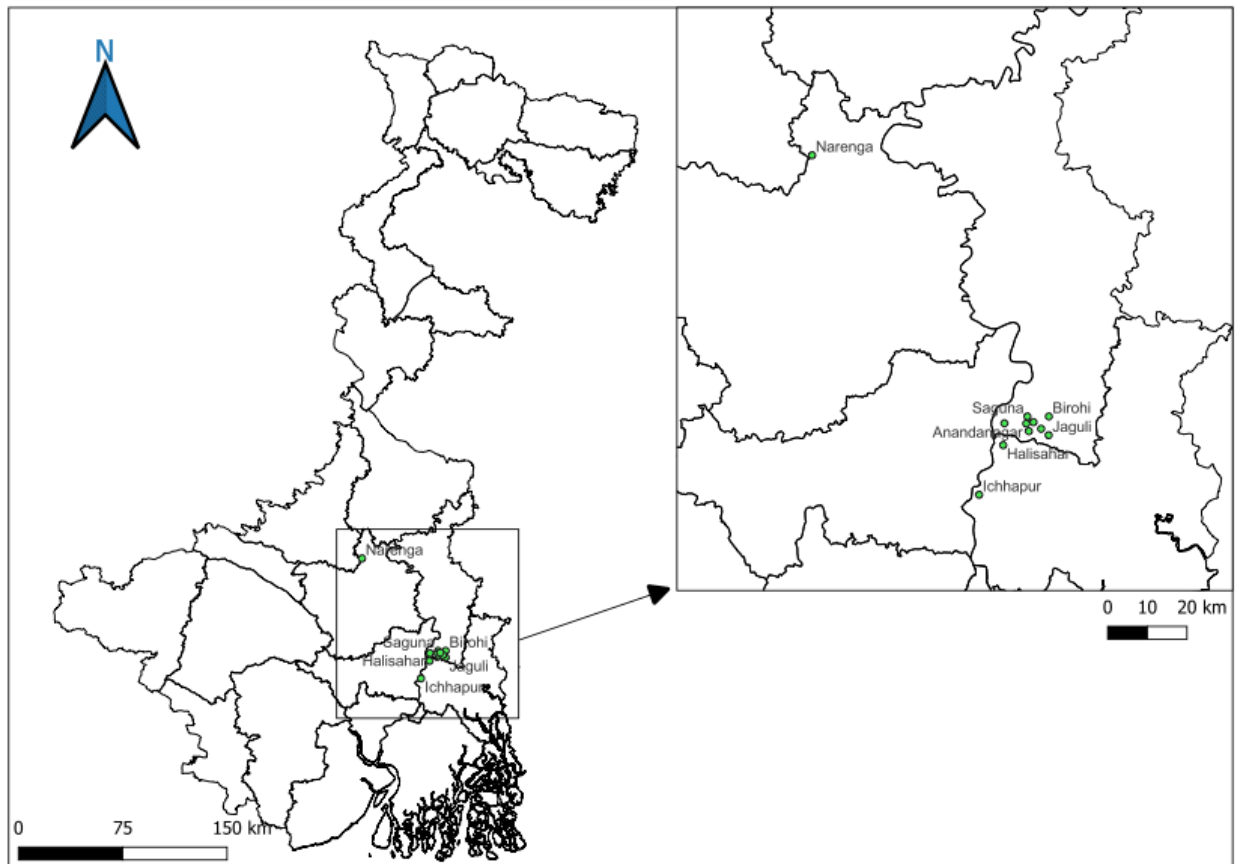 N
Narenga
Saguna
Birohi
Halisahar
Jaguli
Ichhapur
0 75 150 km
Narenga
Saguna
Birohi
Anandanagar
Jaguli
Halisahar
Ichhapur
0 10 20 km